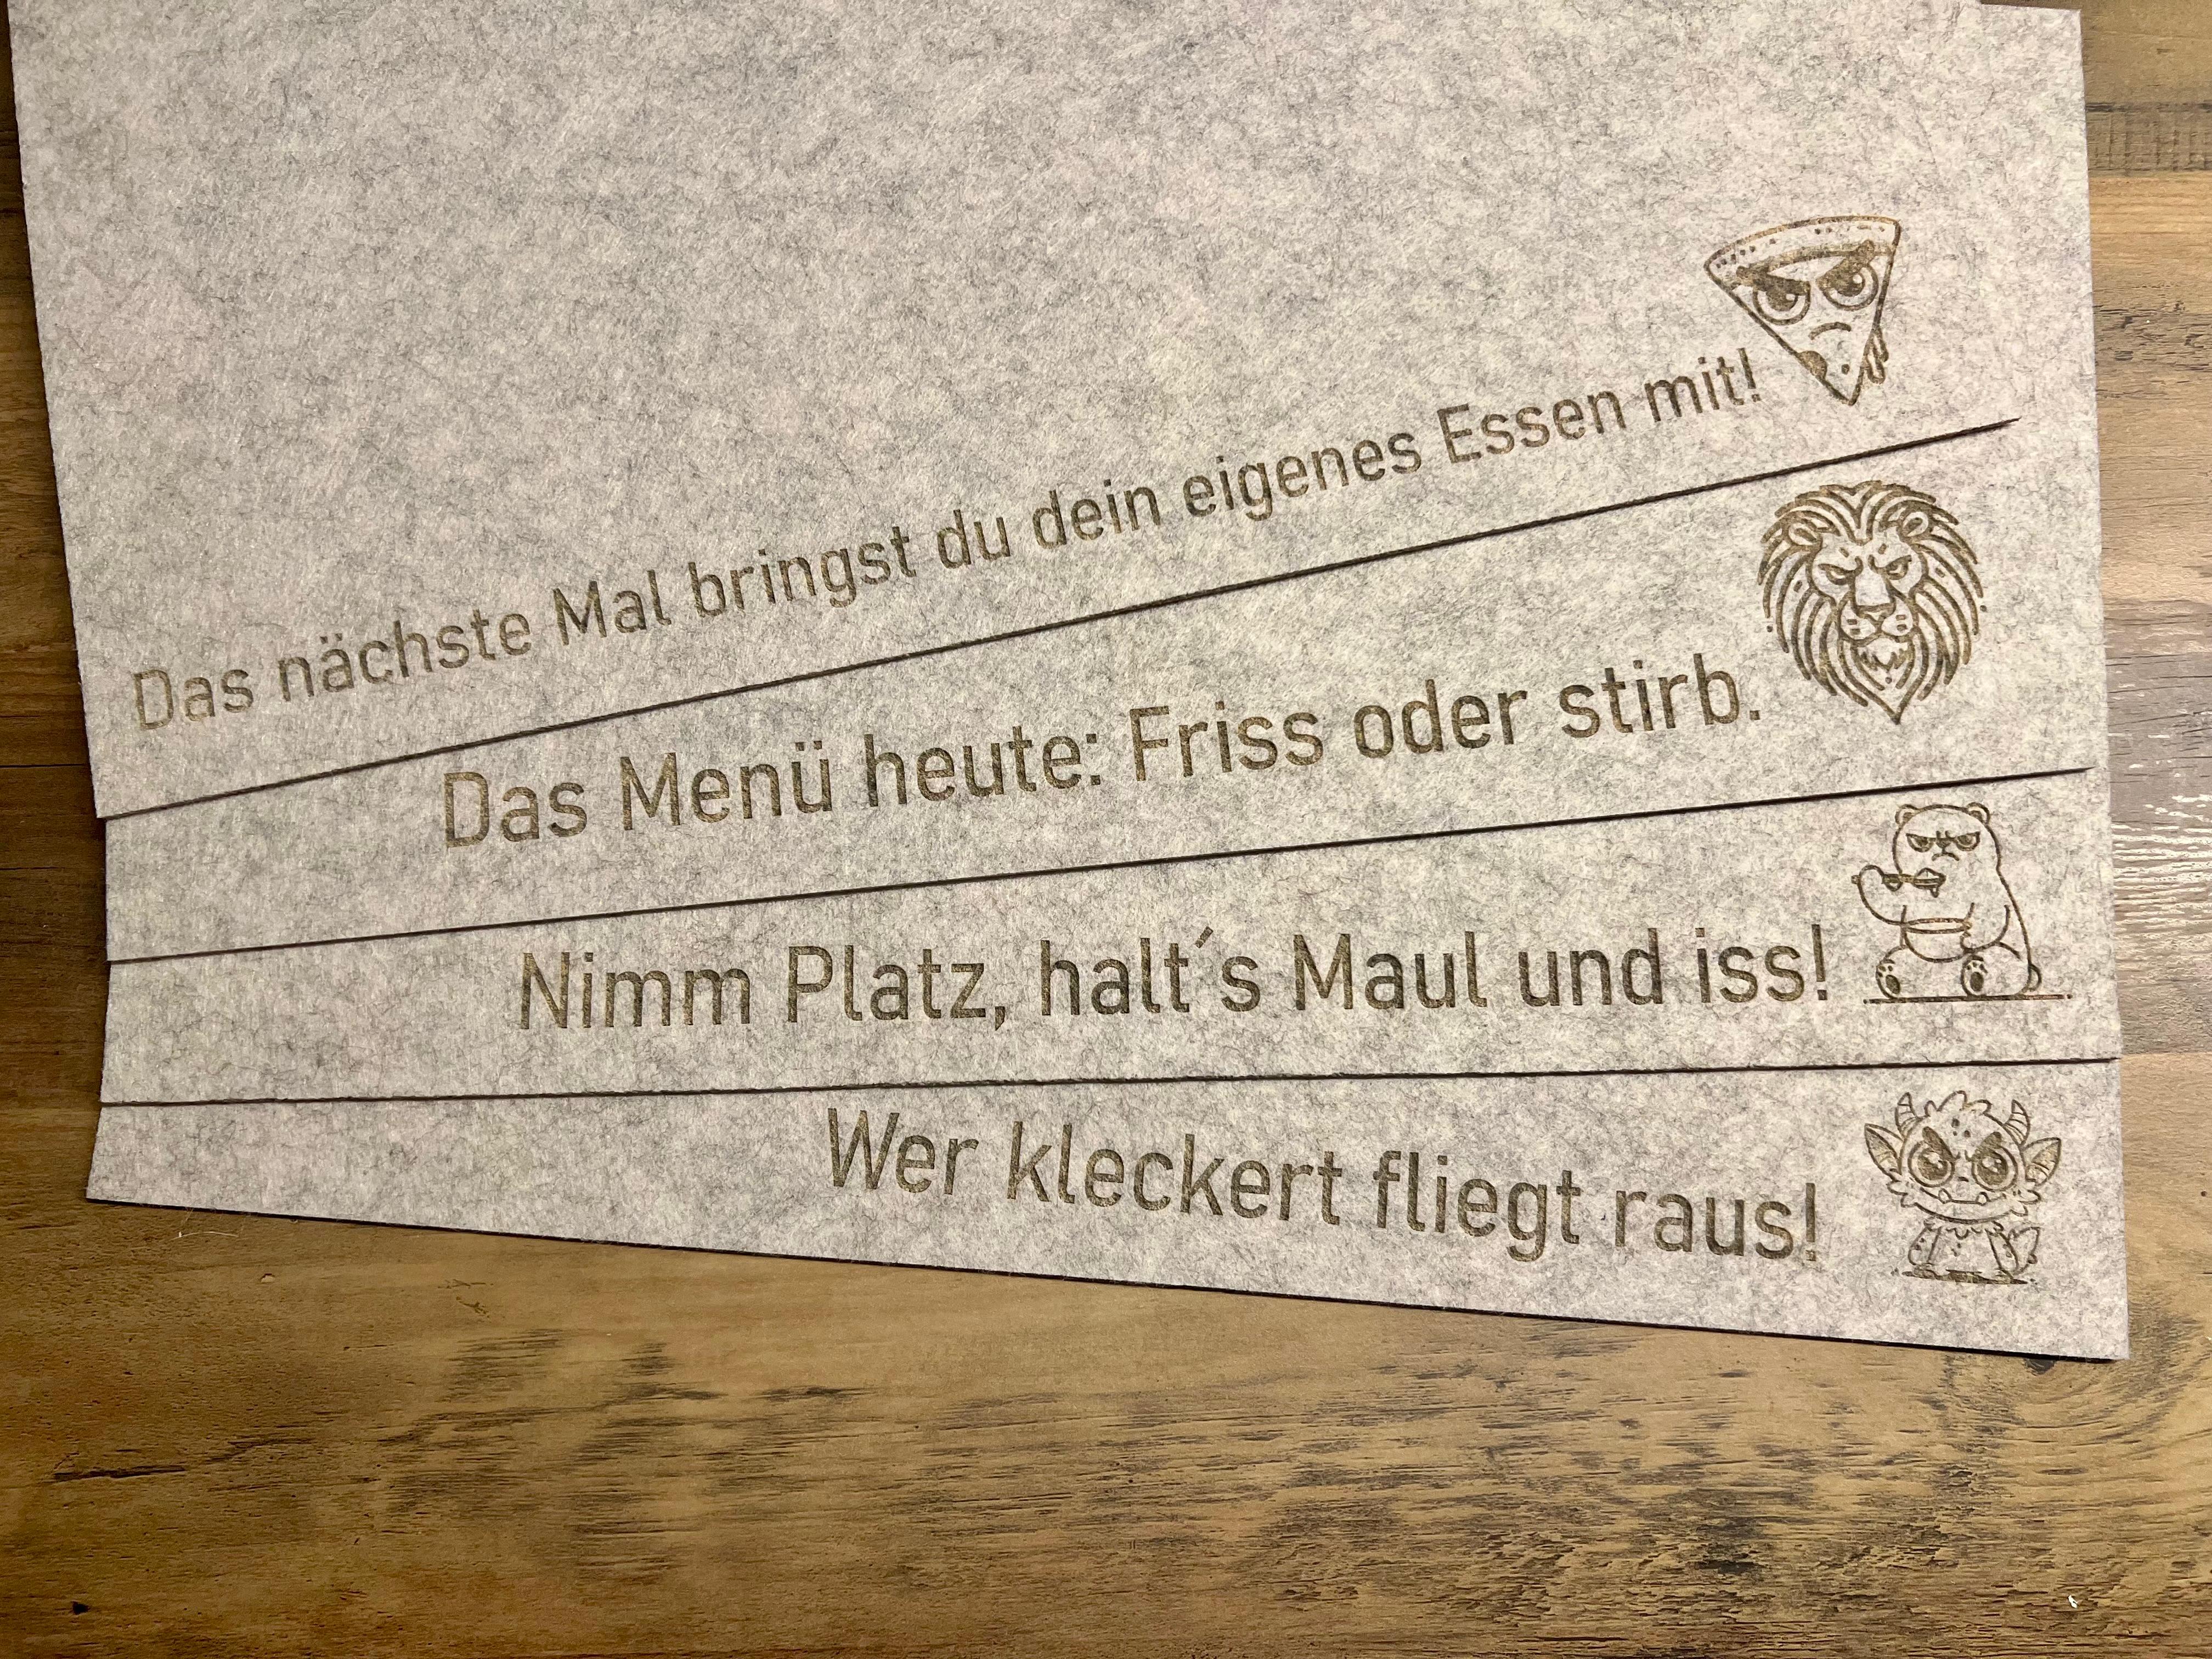 Das nächste Mal bringst du dein eigenes Essen mit!
Das Menü heute: Friss oder stirb.
Nimm Platz, halt´s Maul und iss!
Wer kleckert fliegt raus!